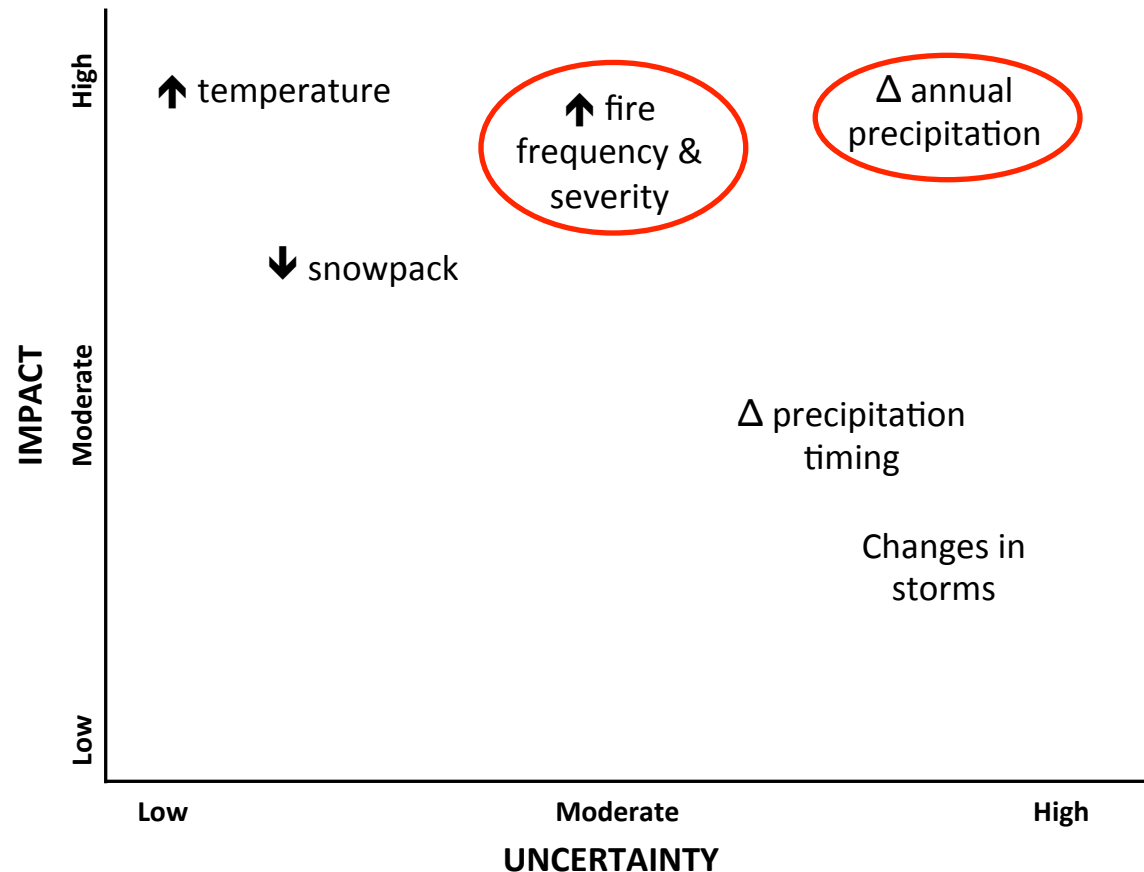 IMPACT
High
Moderate
Low
🡹 temperature
🡹 fire
frequency &
severity
Δ annual
precipitation
🡻 snowpack
Δ precipitation
timing
Changes in
storms
Low
Moderate
High
UNCERTAINTY